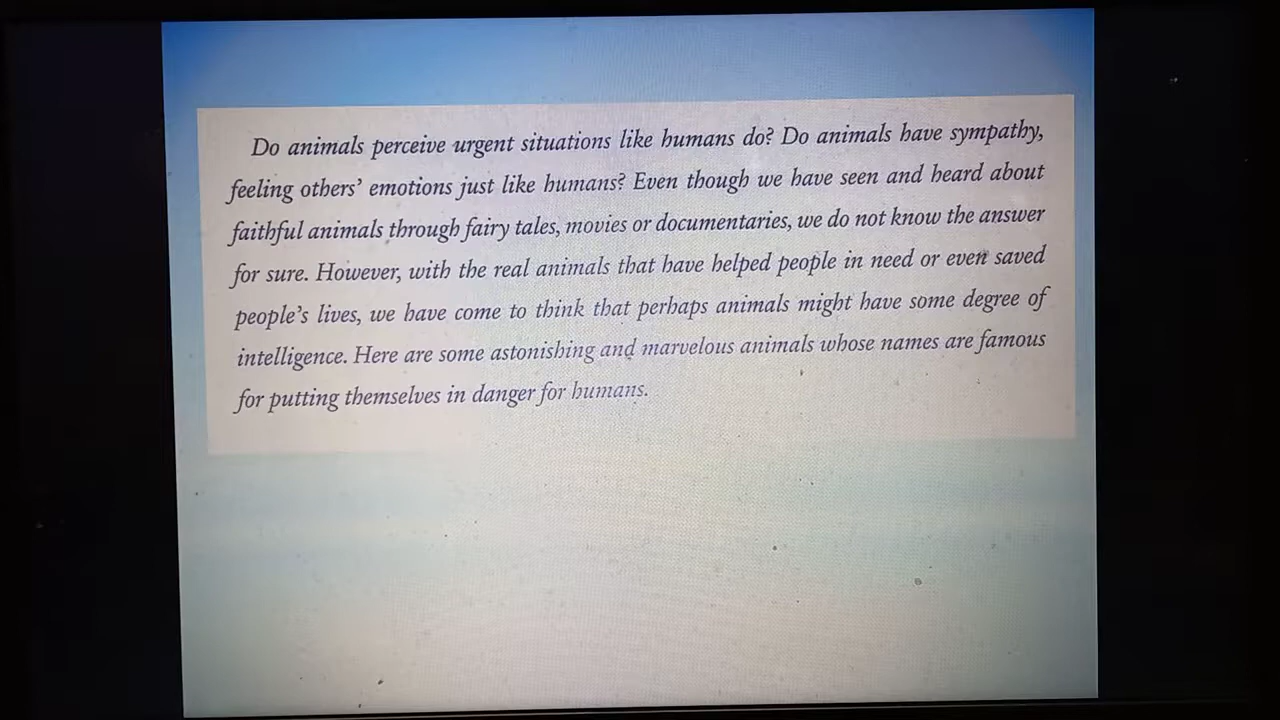 Do animals perceive urgent situations like humans do? Do animals have sympathy,
feeling others’ emotions just like humans? Even though we have seen and heard about
faithful animals through fairy tales, movies or documentaries, we do not know the answer
for sure. However, with the real animals that have helped people in need or even saved
people’s lives, we have come to think that perhaps animals might have some degree of
intelligence. Here are some astonishing and marvelous animals whose names are famous
for putting themselves in danger for humans.